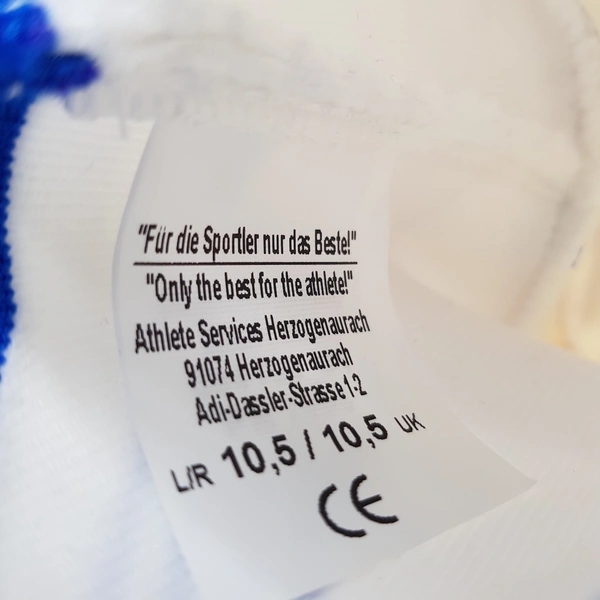 "Für die Sportler nur das Beste!"
"Only the best for the athlete!"
Athlete Services Herzogenaurach
91074 Herzogenaurach
Adi-Dassler-Strasse 1-2
L/R 10,5 / 10,5 UK
CE